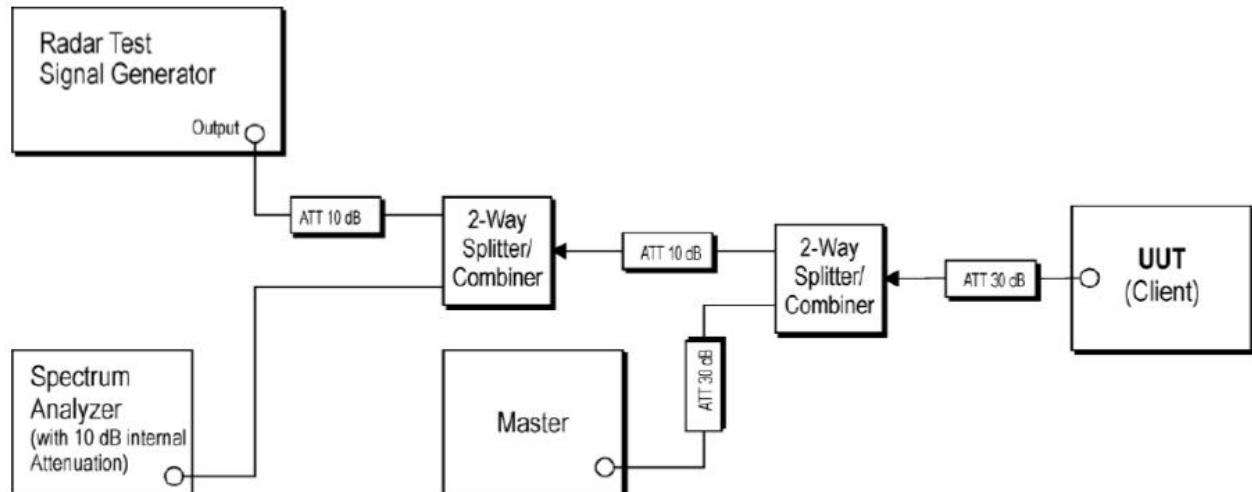 Radar Test
Signal Generator
Output
ATT 10 dB
2-Way
Splitter/
Combiner
ATT 10 dB
2-Way
Splitter/
Combiner
ATT 30 dB
UUT
(Client)
Spectrum
Analyzer
(with 10 dB internal
Attenuation)
Master
ATT 30 dB